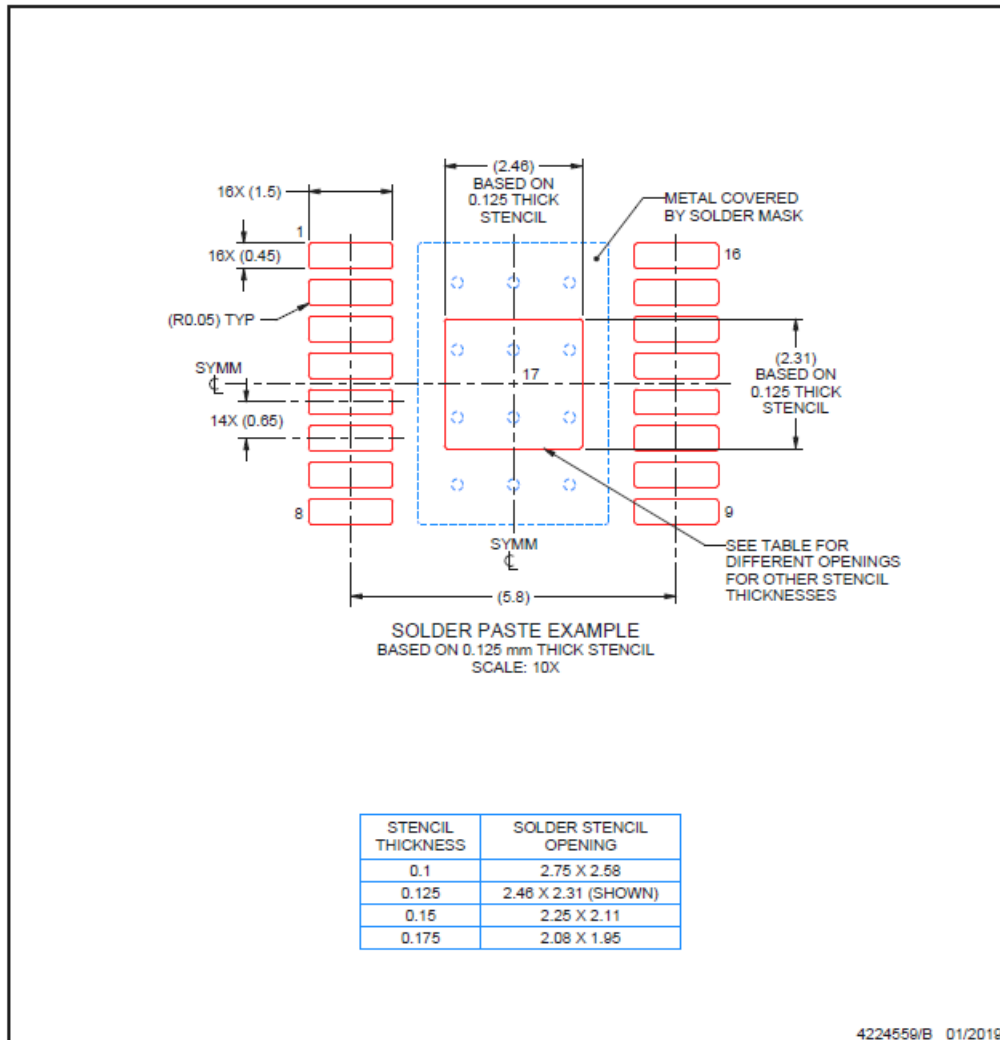 (2.46)
BASED ON
0.125 THICK
STENCIL
16X (1.5)
METAL COVERED
BY SOLDER MASK
1
16
16X (0.45)
(R0.05) TYP
SYMM
℄
17
(2.31)
BASED ON
0.125 THICK
STENCIL
14X (0.65)
8
9
SYMM
℄
SEE TABLE FOR
DIFFERENT OPENINGS
FOR OTHER STENCIL
THICKNESSES
(5.8)
SOLDER PASTE EXAMPLE
BASED ON 0.125 mm THICK STENCIL
SCALE: 10X
STENCIL THICKNESS SOLDER STENCIL OPENING
0.1 2.75 X 2.58
0.125 2.46 X 2.31 (SHOWN)
0.15 2.25 X 2.11
0.175 2.08 X 1.95
4224559/B 01/2019